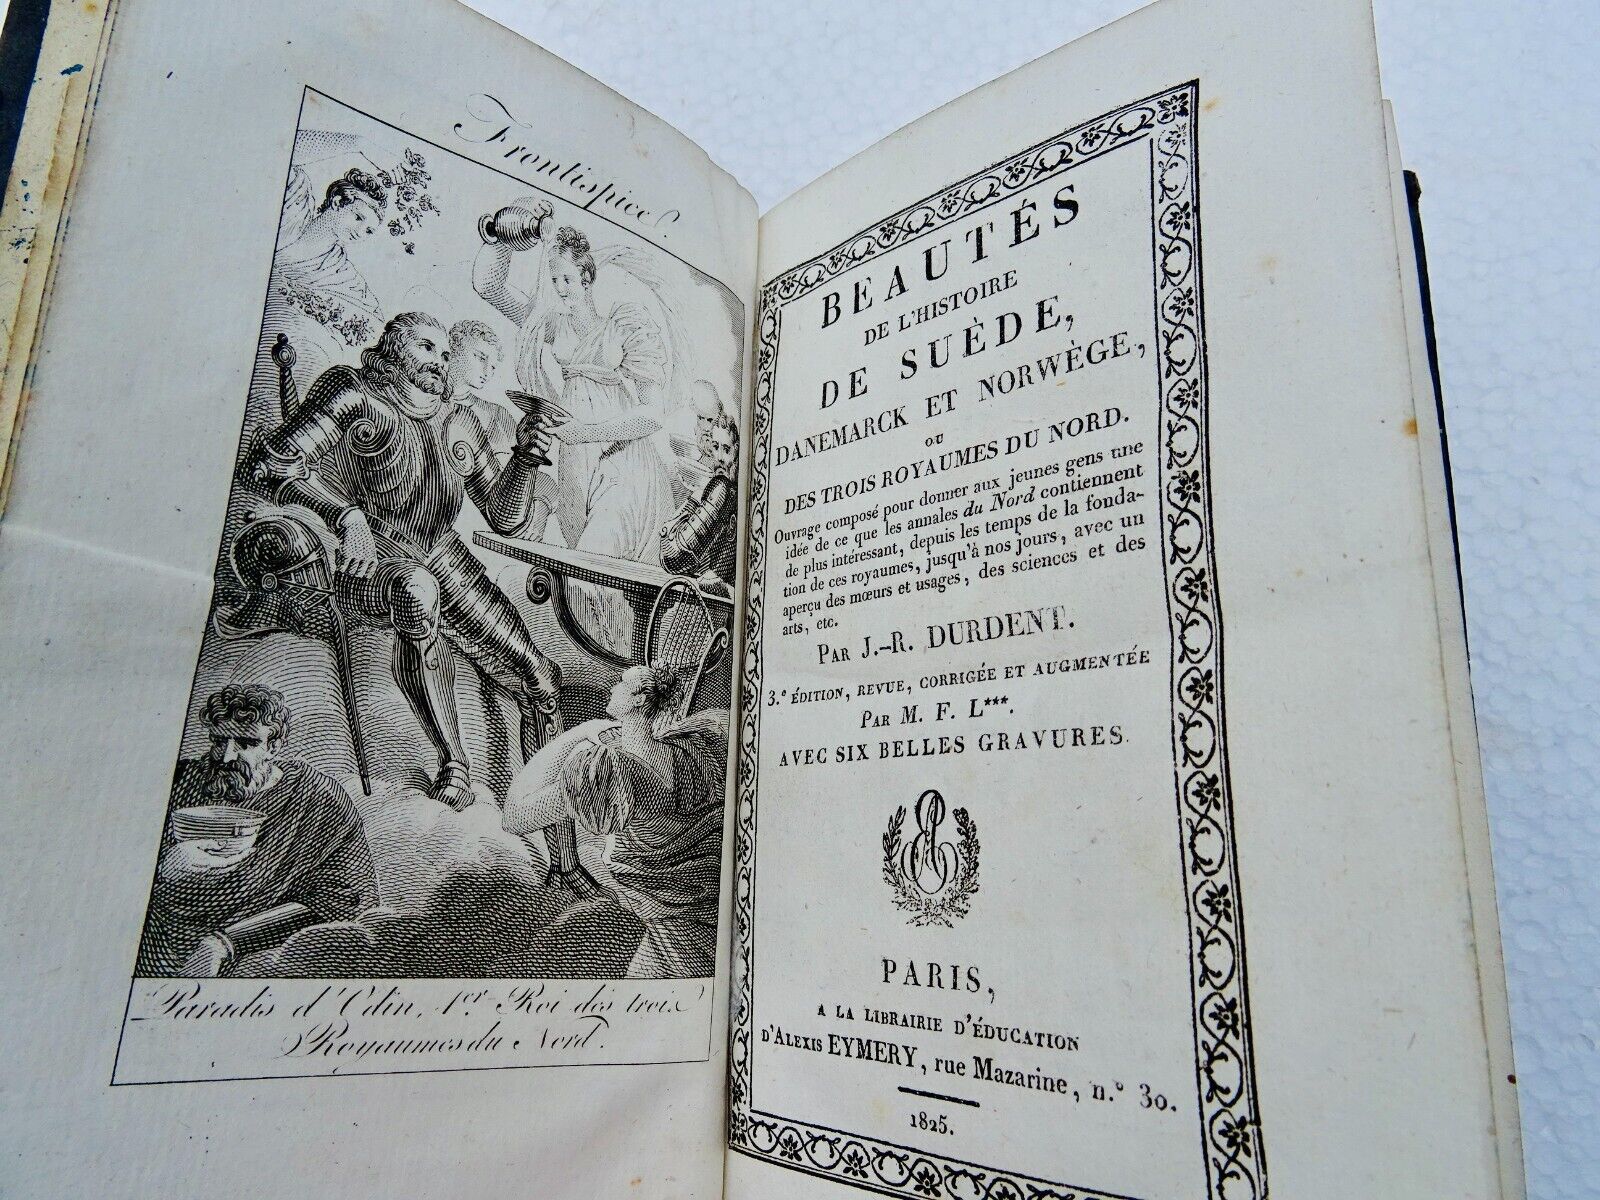 Frontispice.
Paradis d'Odin, 1er. Roi des trois
Royaumes du Nord.
BEAUTÉS
DE L'HISTOIRE
DE SUÈDE,
DANEMARCK ET NORWÈGE,
OU
DES TROIS ROYAUMES DU NORD.
Ouvrage composé pour donner aux jeunes gens une
idée de ce que les annales du Nord contiennent
de plus intéressant, depuis les temps de la fonda-
tion de ces royaumes, jusqu'à nos jours, avec un
aperçu des mœurs et usages, des sciences et des
arts, etc.
PAR J.-R. DURDENT.
3.e ÉDITION, REVUE, CORRIGÉE ET AUGMENTÉE
PAR M. F. L***.
AVEC SIX BELLES GRAVURES.
PARIS,
A LA LIBRAIRIE D'ÉDUCATION
D'ALEXIS EYMERY, rue Mazarine, n.° 30.
1825.